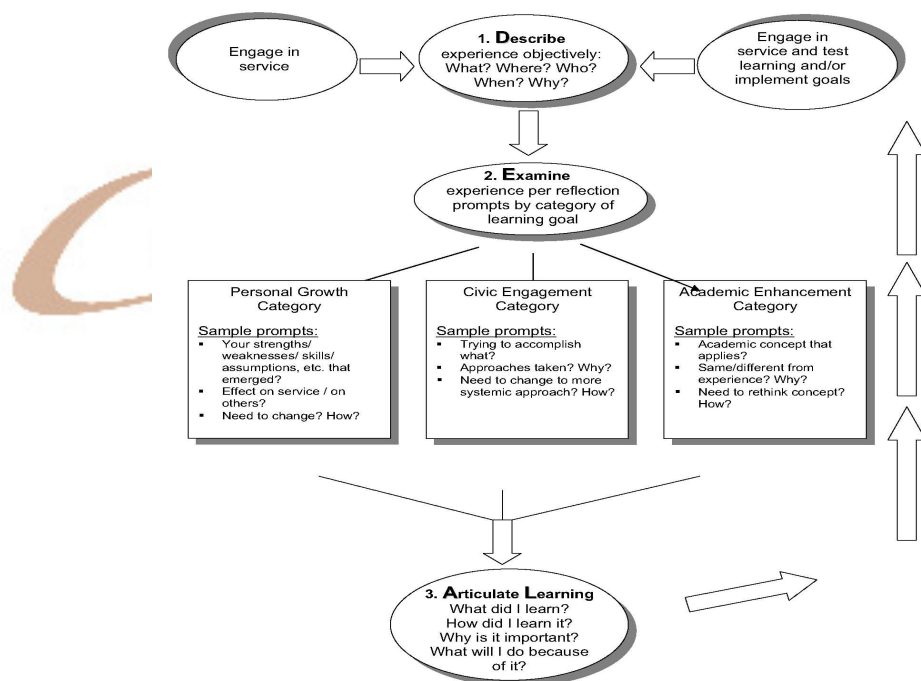 Engage in
service
1. Describe
experience objectively:
What? Where? Who?
When? Why?
Engage in
service and test
learning and/or
implement goals
2. Examine
experience per reflection
prompts by category of
learning goal
Personal Growth
Category
Sample prompts:
▪ Your strengths/
weaknesses/ skills/
assumptions, etc. that
emerged?
▪ Effect on service / on
others?
▪ Need to change? How?
Civic Engagement
Category
Sample prompts:
▪ Trying to accomplish
what?
▪ Approaches taken? Why?
▪ Need to change to more
systemic approach? How?
Academic Enhancement
Category
Sample prompts:
▪ Academic concept that
applies?
▪ Same/different from
experience? Why?
▪ Need to rethink concept?
How?
3. Articulate Learning
What did I learn?
How did I learn it?
Why is it important?
What will I do because
of it?